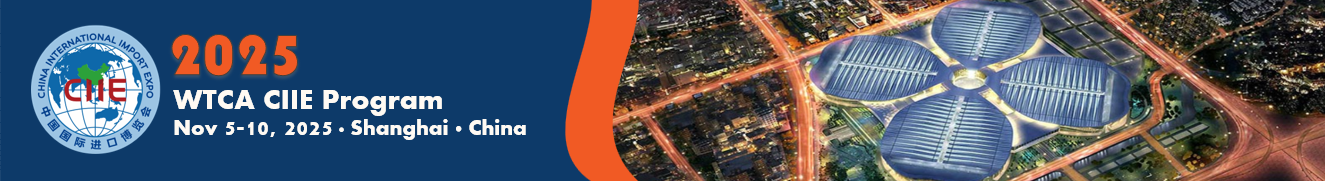 CHINA INTERNATIONAL IMPORT EXPO
CIIE
中国国际进口博览会
2025
WTCA CIIE Program
Nov 5-10, 2025 • Shanghai • China